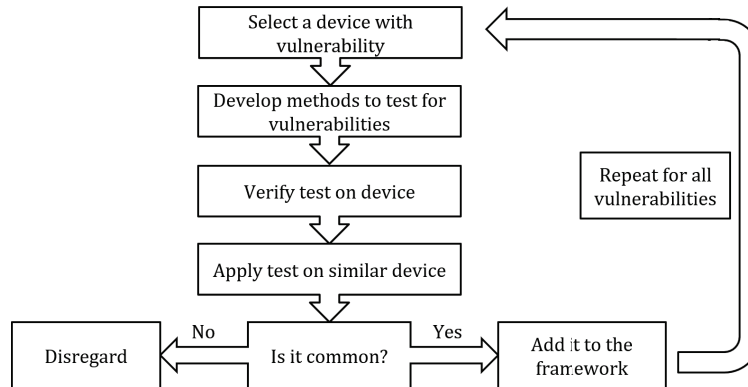 Select a device with
vulnerability
Develop methods to test for
vulnerabilities
Verify test on device
Repeat for all
vulnerabilities
Apply test on similar device
No
Yes
Disregard
Is it common?
Add it to the
framework